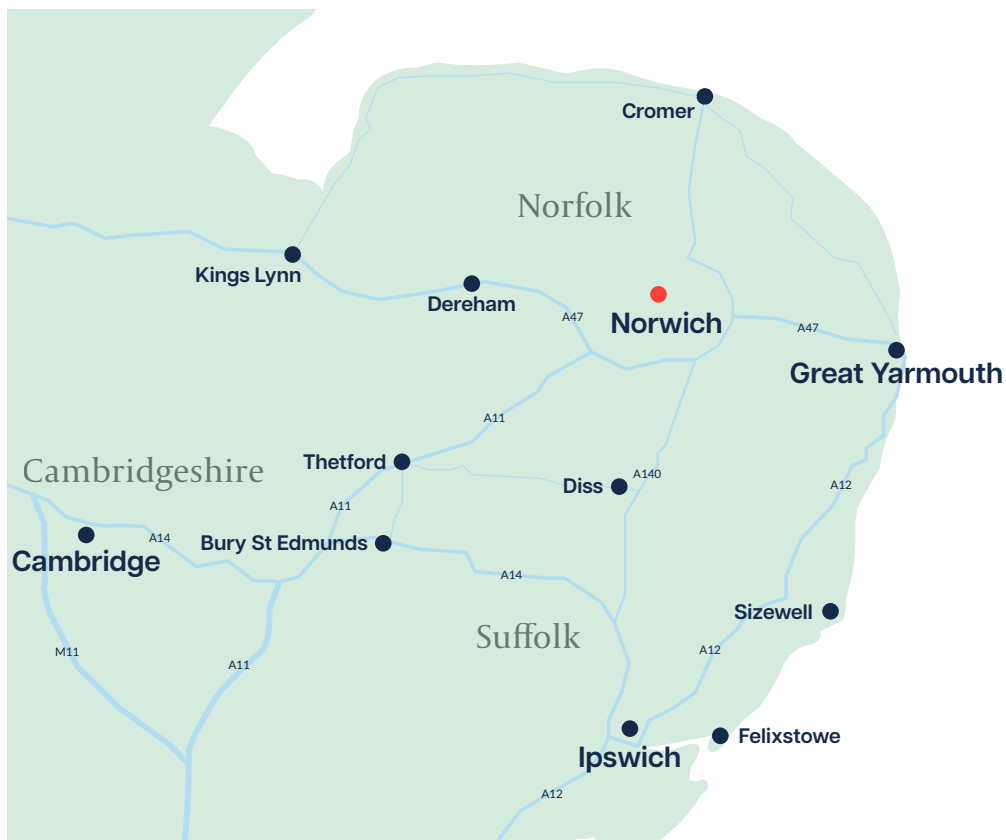 Cromer
Norfolk
Kings Lynn
Dereham
A47
Norwich
A47
Great Yarmouth
A11
Cambridgeshire
Thetford
A140
Diss
A12
A11
A14
Bury St Edmunds
Cambridge
A14
Sizewell
Suffolk
M11
A11
A12
Felixstowe
Ipswich
A12